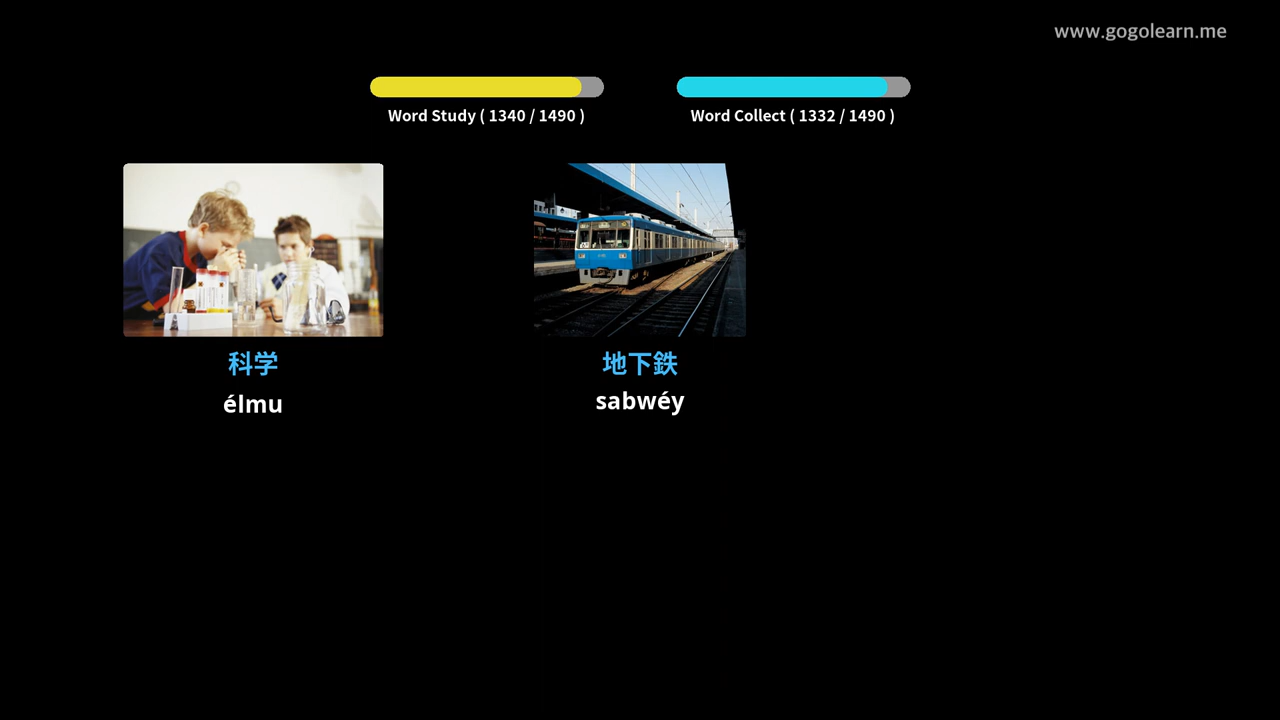 www.gogolearn.me
Word Study ( 1340 / 1490 )
Word Collect ( 1332 / 1490 )
科学
élmu
地下鉄
sabwéy